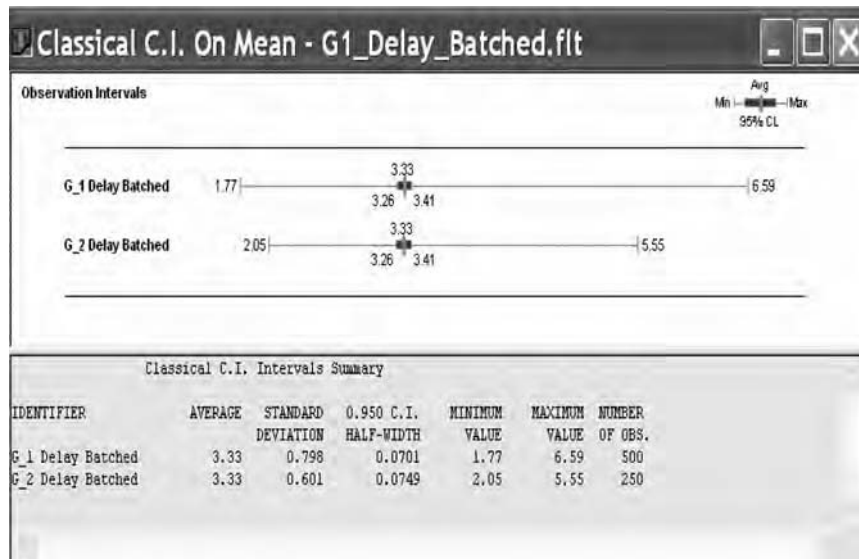 Classical C.I. On Mean - G1_Delay_Batched.flt
Observation Intervals
Avg
Min Max
95% CL
3.33
G_1 Delay Batched 1.77 6.59
3.26 3.41
3.33
G_2 Delay Batched 2.05 5.55
3.26 3.41
Classical C.I. Intervals Summary
IDENTIFIER AVERAGE STANDARD 0.950 C.I. MINIMUM MAXIMUM NUMBER
DEVIATION HALF-WIDTH VALUE VALUE OF OBS.
G_1 Delay Batched 3.33 0.798 0.0701 1.77 6.59 500
G_2 Delay Batched 3.33 0.601 0.0749 2.05 5.55 250